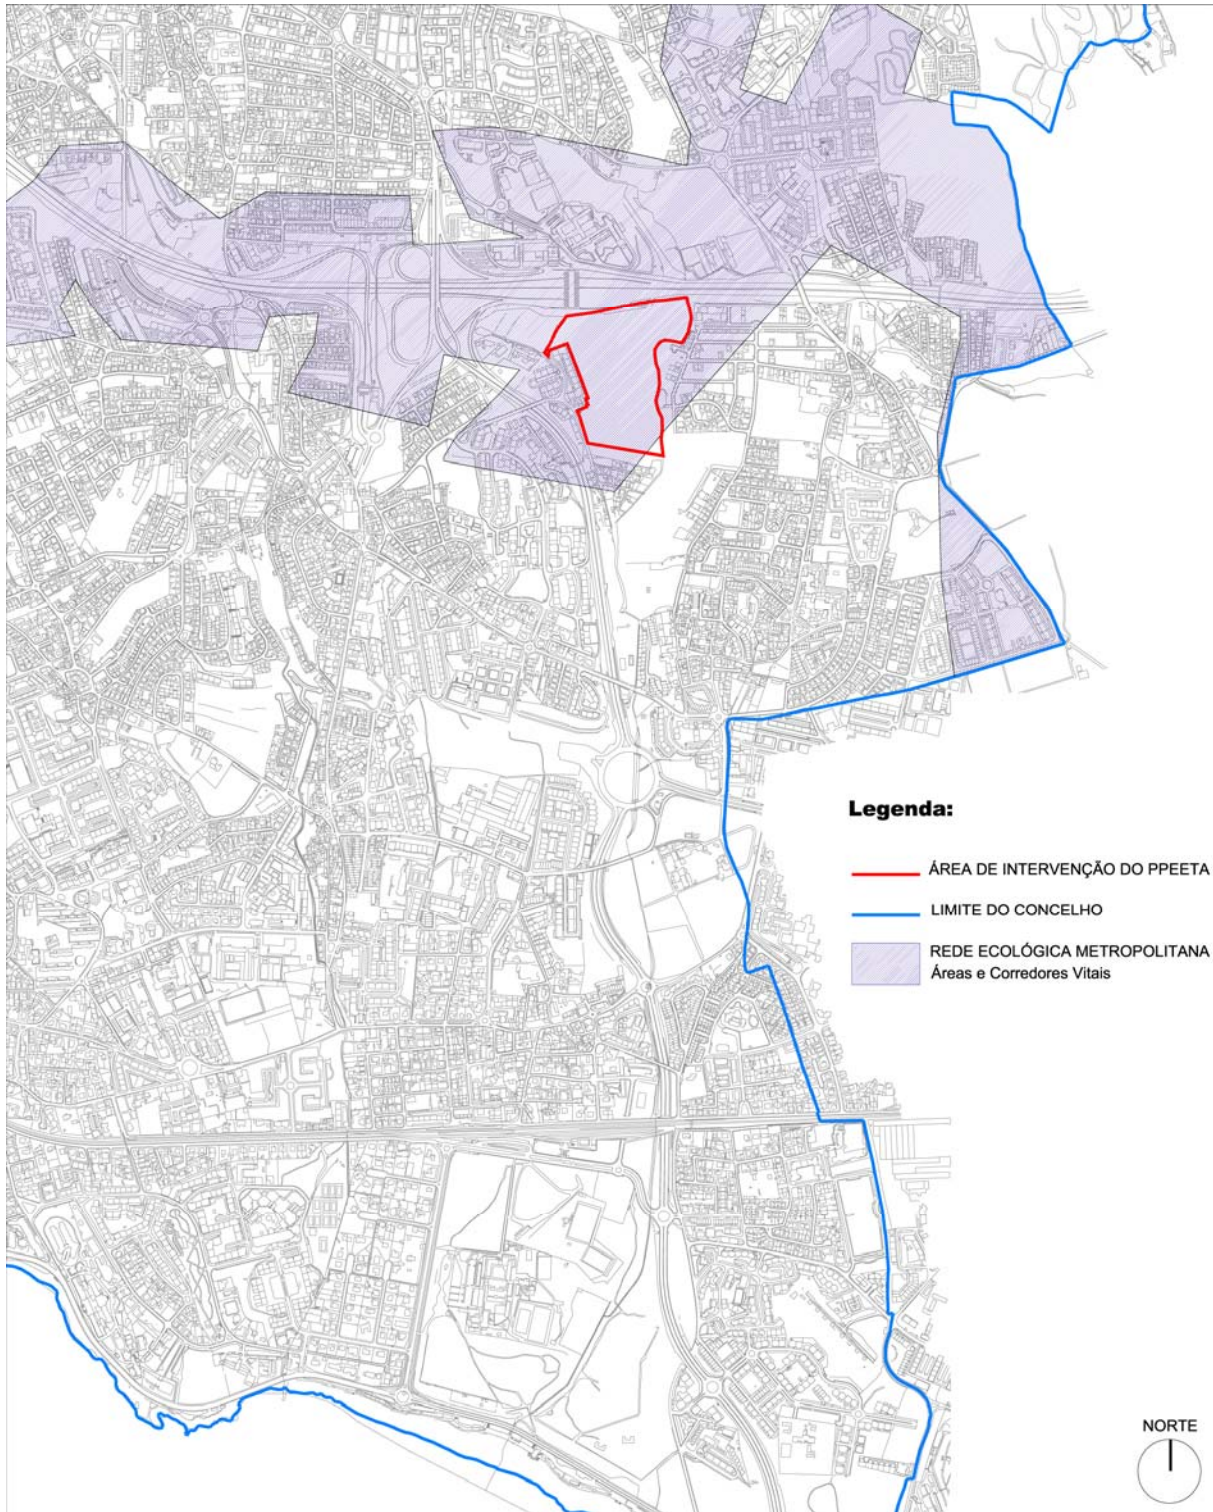 Legenda:
ÁREA DE INTERVENÇÃO DO PPEETA
LIMITE DO CONCELHO
REDE ECOLÓGICA METROPOLITANA
Áreas e Corredores Vitais
NORTE